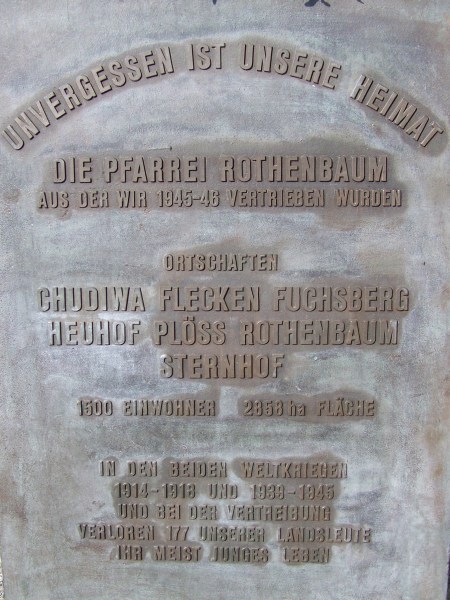 UNVERGESSEN IST UNSERE HEIMAT
DIE PFARREI ROTHENBAUM
AUS DER WIR 1945-46 VERTRIEBEN WURDEN
ORTSCHAFTEN
CHUDIWA FLECKEN FUCHSBERG
HEUHOF PLÖSS ROTHENBAUM
STERNHOF
1500 EINWOHNER 2358 ha FLÄCHE
IN DEN BEIDEN WELTKRIEGEN
1914-1918 UND 1939-1945
UND BEI DER VERTREIBUNG
VERLOREN 177 UNSERER LANDSLEUTE
IHR MEIST JUNGES LEBEN